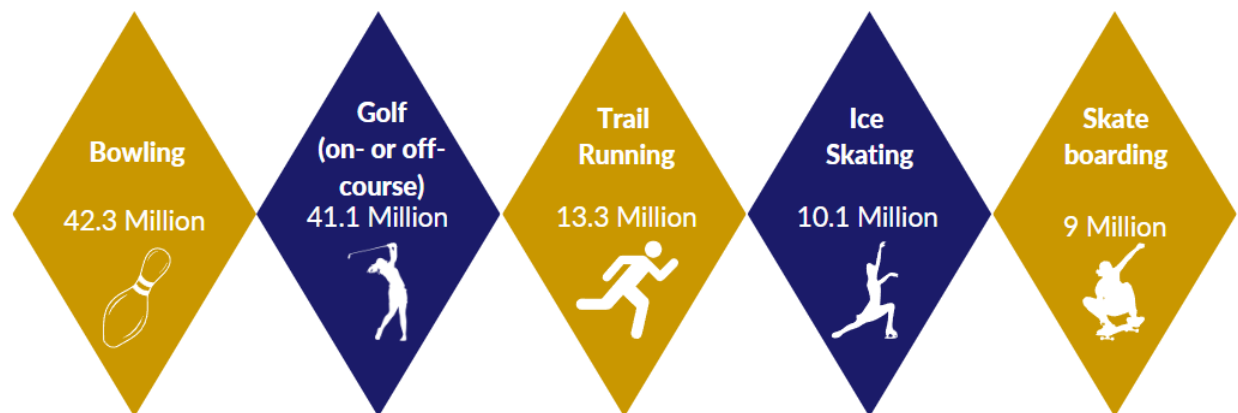 Bowling
42.3 Million
Golf
(on- or off-
course)
41.1 Million
Trail
Running
13.3 Million
Ice
Skating
10.1 Million
Skate
boarding
9 Million